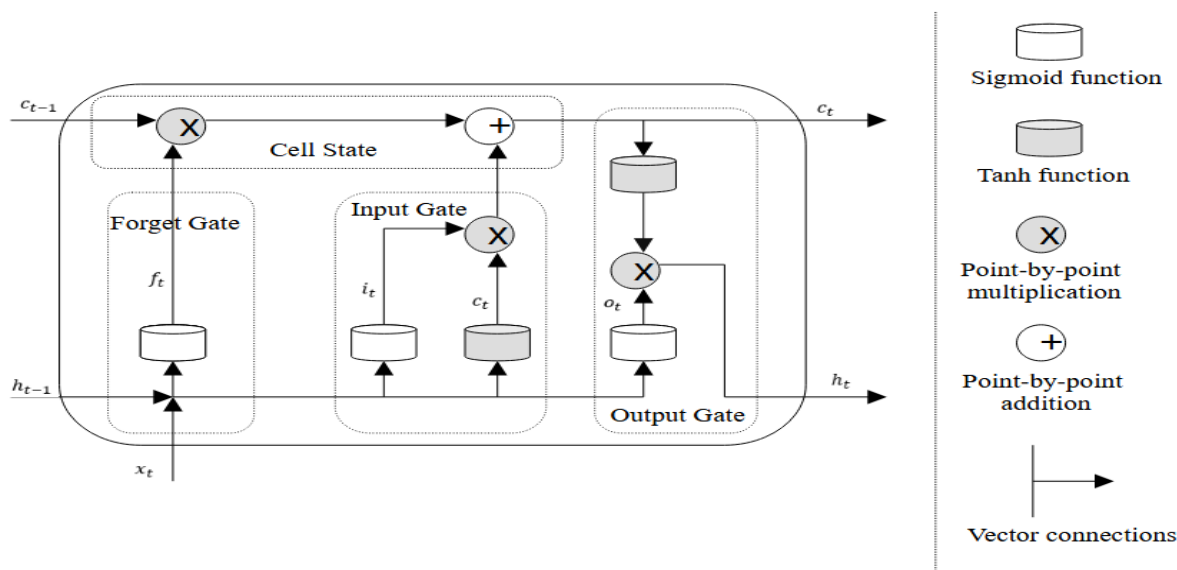 c_{t-1}
c_t
Cell State
Forget Gate
Input Gate
f_t
i_t
c_t
o_t
h_{t-1}
h_t
Output Gate
x_t
X
+
X
X
Sigmoid function
Tanh function
X
Point-by-point
multiplication
+
Point-by-point
addition
Vector connections